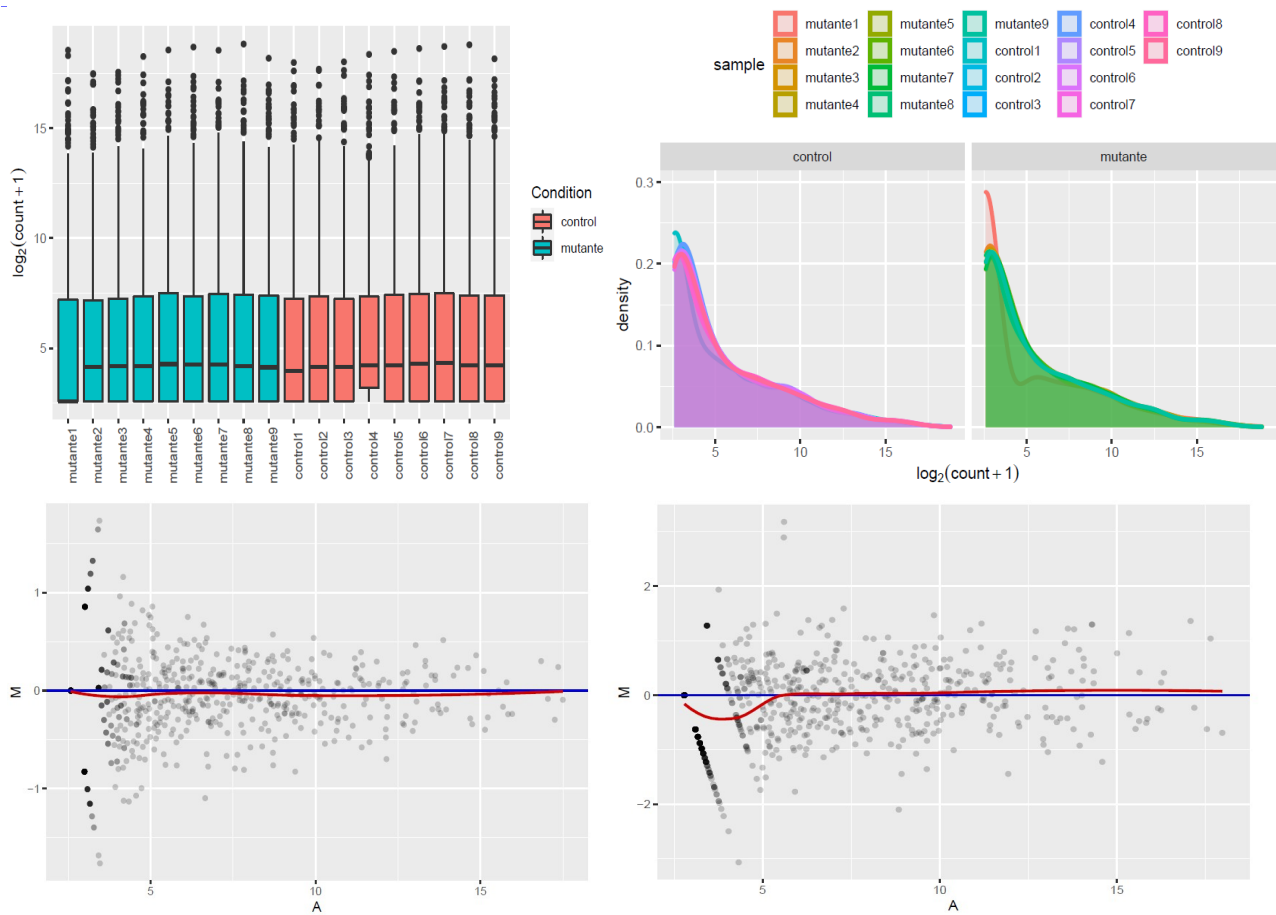 mutante1 mutante5 mutante9 control4 control8
mutante2 mutante6 control1 control5 control9
sample
mutante3 mutante7 control2 control6
mutante4 mutante8 control3 control7
log2(count + 1)
15
10
5
mutante1 mutante2 mutante3 mutante4 mutante5 mutante6 mutante7 mutante8 mutante9 control1 control2 control3 control4 control5 control6 control7 control8 control9
Condition
control
mutante
control mutante
density
0.3
0.2
0.1
0.0
5 10 15 5 10 15
log2(count + 1)
M
1
0
−1
5 10 15
A
M
2
0
−2
5 10 15
A